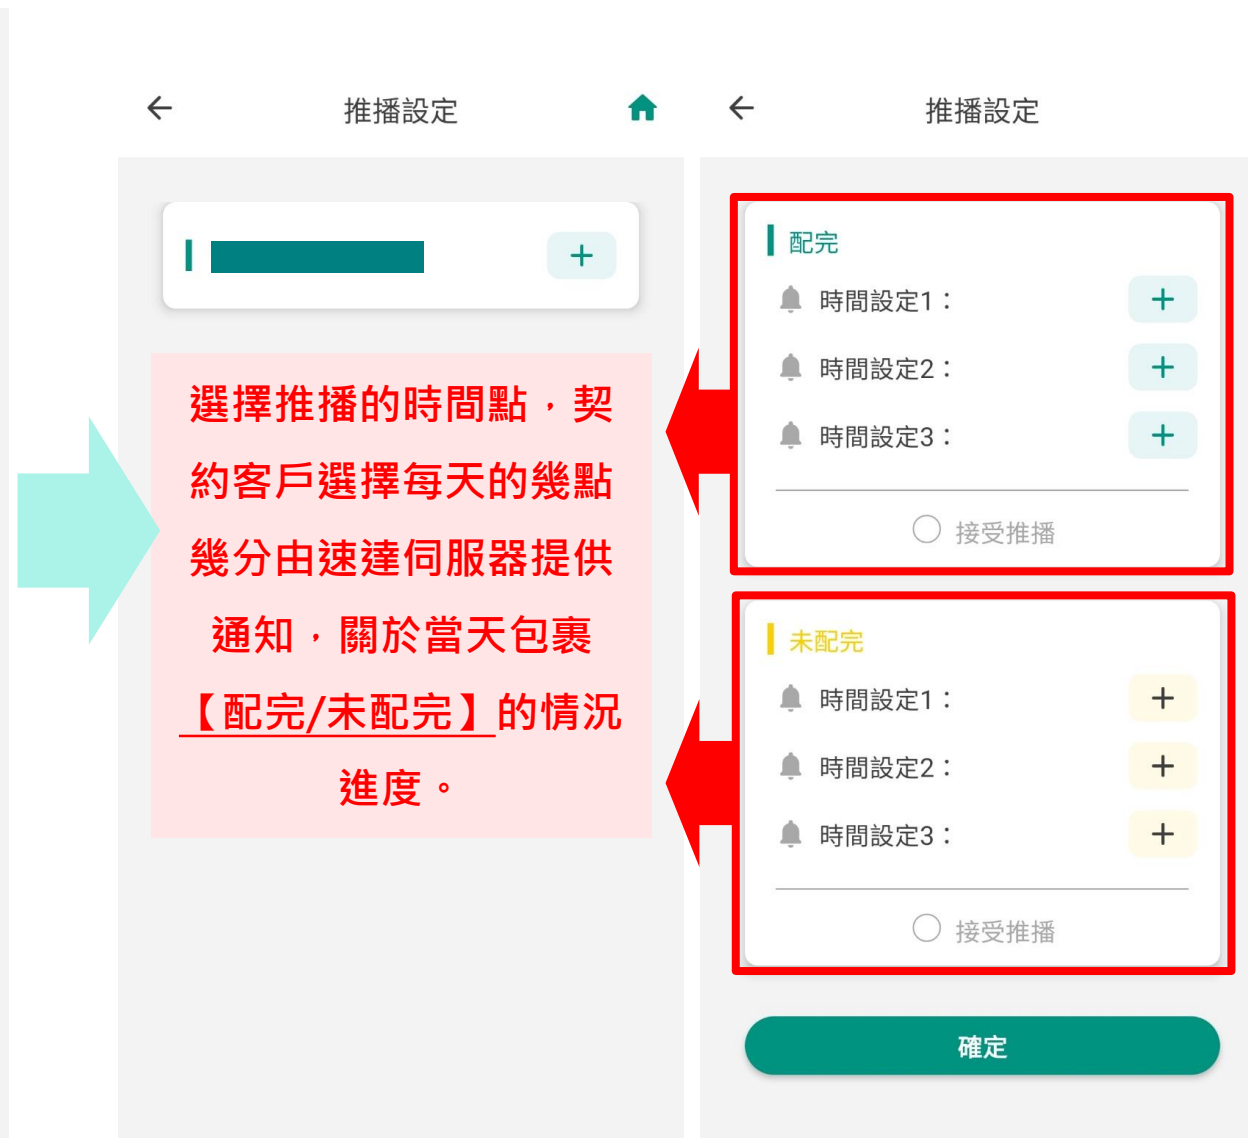 推播設定
選擇推播的時間點，契
約客戶選擇每天的幾點
幾分由速達伺服器提供
通知，關於當天包裹
【配完/未配完】的情況
進度。
推播設定
配完
時間設定1：
時間設定2：
時間設定3：
接受推播
未配完
時間設定1：
時間設定2：
時間設定3：
接受推播
確定